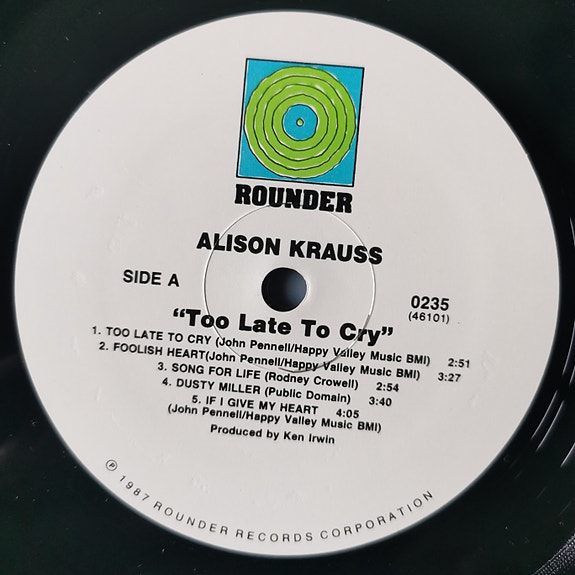 ROUNDER
ALISON KRAUSS
SIDE A
0235
(46101)
"Too Late To Cry"
1. TOO LATE TO CRY (John Pennell/Happy Valley Music BMI) 2:51
2. FOOLISH HEART(John Pennell/Happy Valley Music BMI) 3:27
3. SONG FOR LIFE (Rodney Crowell) 2:54
4. DUSTY MILLER (Public Domain) 3:40
5. IF I GIVE MY HEART 4:05
(John Pennell/Happy Valley Music BMI)
Produced by Ken Irwin
℗ 1987 ROUNDER RECORDS CORPORATION